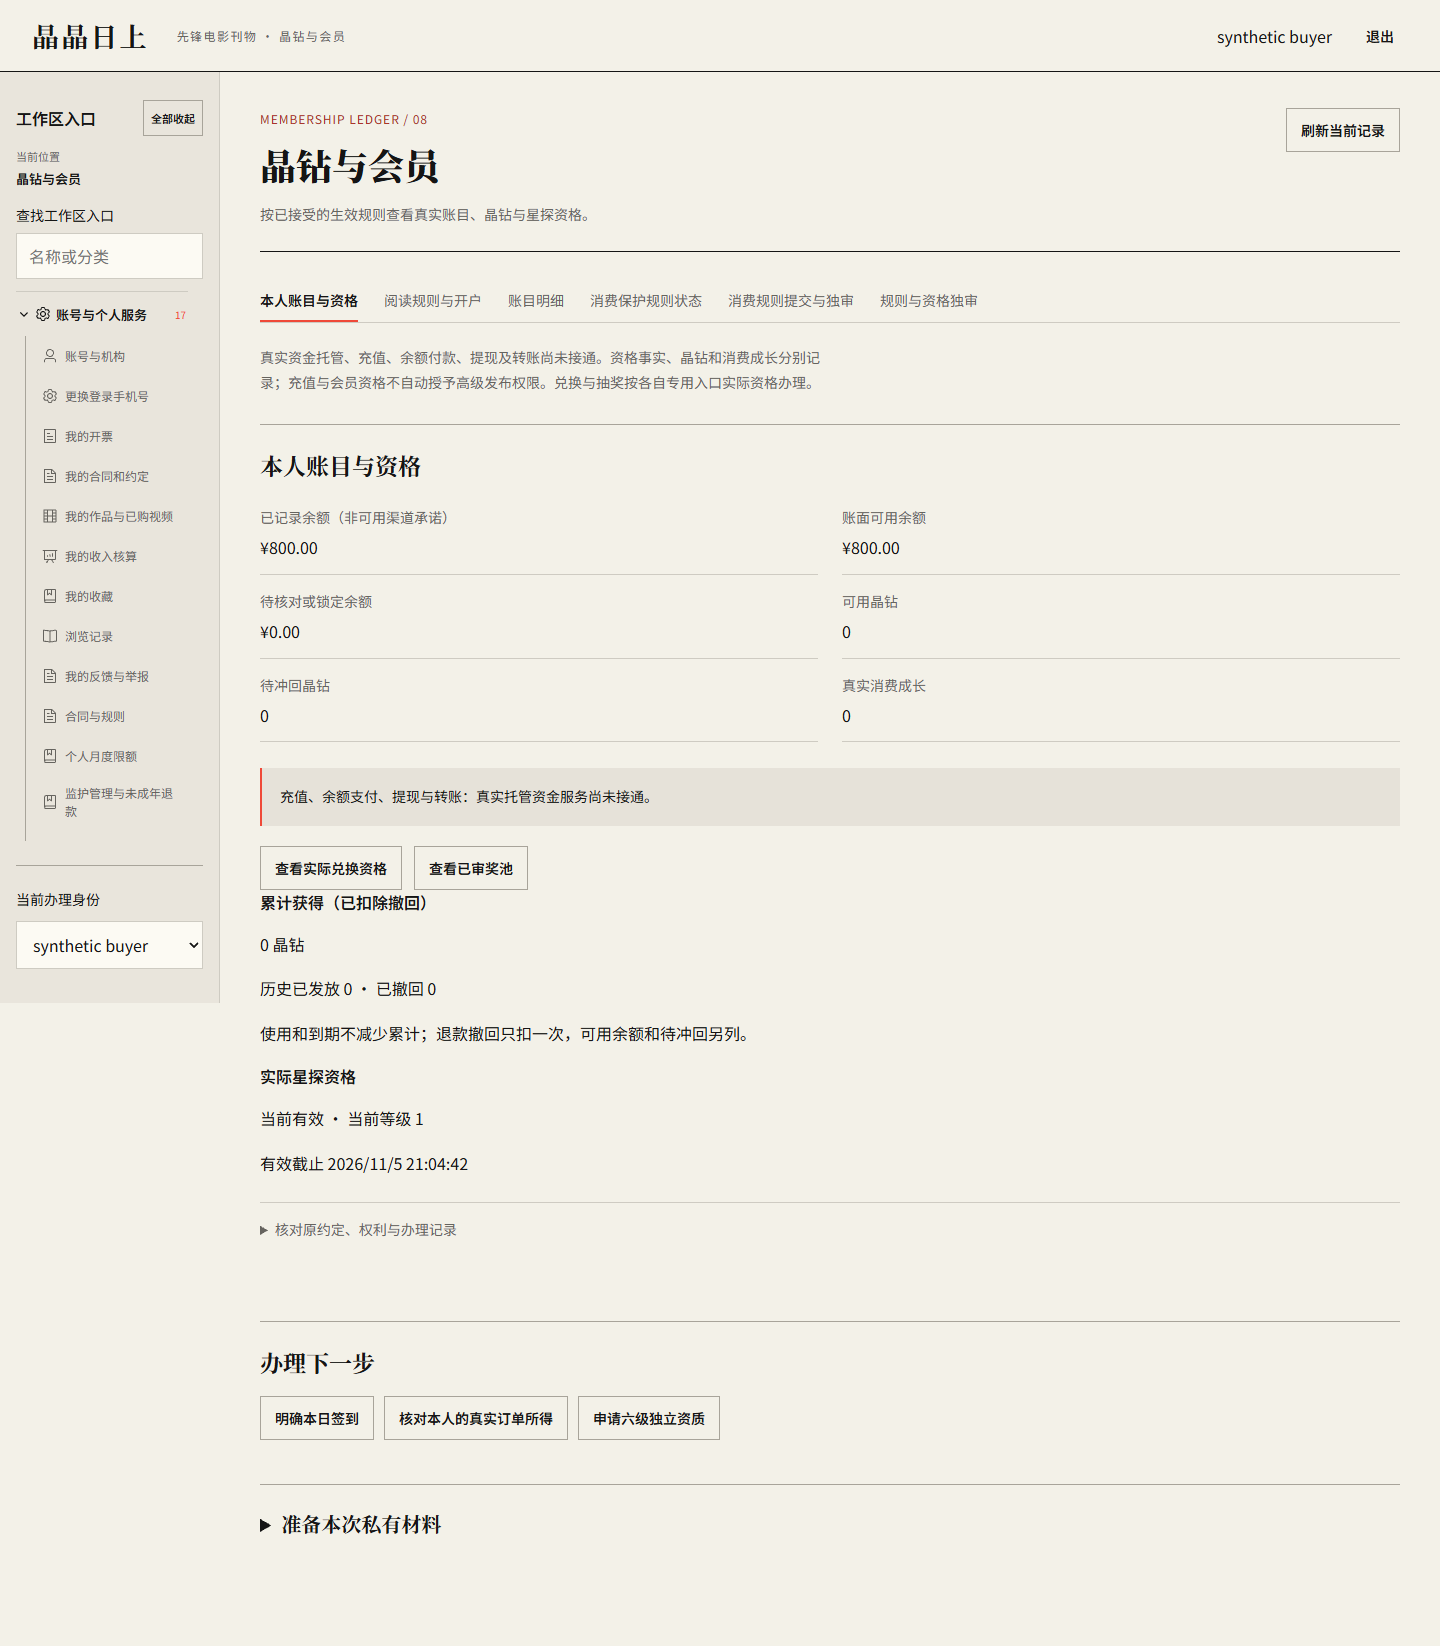 晶晶日上
先锋电影刊物 · 晶钻与会员
synthetic buyer
退出
工作区入口
全部收起
当前位置
晶钻与会员
查找工作区入口
名称或分类
账号与个人服务
17
账号与机构
更换登录手机号
我的开票
我的合同和约定
我的作品与已购视频
我的收入核算
我的收藏
浏览记录
我的反馈与举报
合同与规则
个人月度限额
监护管理与未成年退
款
当前办理身份
synthetic buyer
MEMBERSHIP LEDGER / 08
刷新当前记录
晶钻与会员
按已接受的生效规则查看真实账目、晶钻与星探资格。
本人账目与资格
阅读规则与开户
账目明细
消费保护规则状态
消费规则提交与独审
规则与资格独审
真实资金托管、充值、余额付款、提现及转账尚未接通。资格事实、晶钻和消费成长分别记
录；充值与会员资格不自动授予高级发布权限。兑换与抽奖按各自专用入口实际资格办理。
本人账目与资格
已记录余额（非可用渠道承诺）
账面可用余额
¥800.00
¥800.00
待核对或锁定余额
可用晶钻
¥0.00
0
待冲回晶钻
真实消费成长
0
0
充值、余额支付、提现与转账：真实托管资金服务尚未接通。
查看实际兑换资格
查看已审奖池
累计获得（已扣除撤回）
0 晶钻
历史已发放 0 · 已撤回 0
使用和到期不减少累计；退款撤回只扣一次，可用余额和待冲回另列。
实际星探资格
当前有效 · 当前等级 1
有效截止 2026/11/5 21:04:42
核对原约定、权利与办理记录
办理下一步
明确本日签到
核对本人的真实订单所得
申请六级独立资质
准备本次私有材料